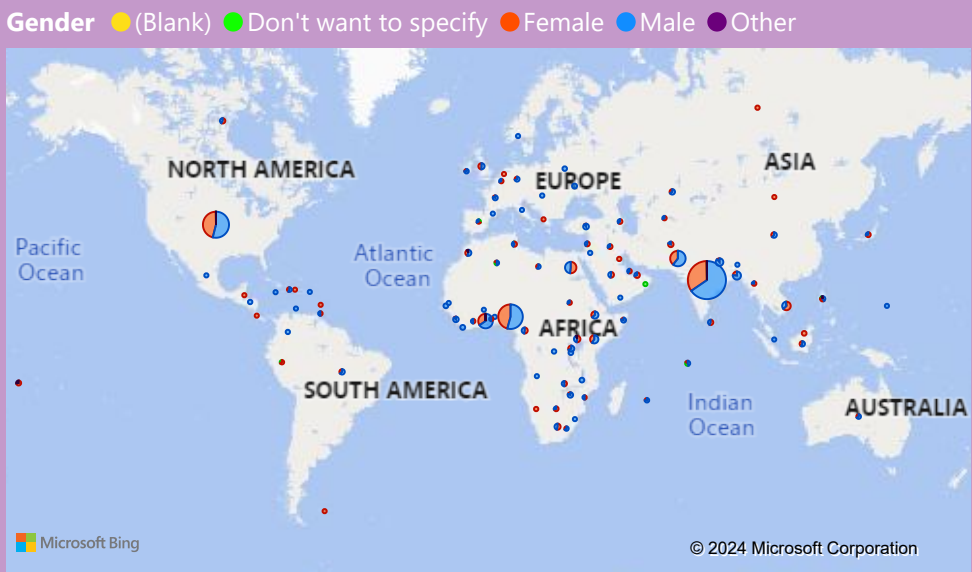 Gender (Blank) Don't want to specify Female Male Other
NORTH AMERICA
ASIA
EUROPE
Pacific
Ocean
Atlantic
Ocean
AFRICA
SOUTH AMERICA
Indian
Ocean
AUSTRALIA
Microsoft Bing
© 2024 Microsoft Corporation